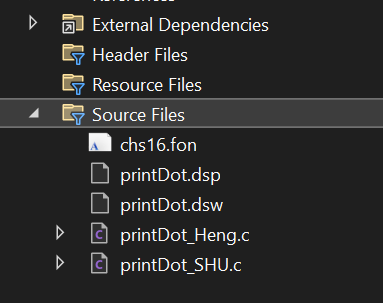 External Dependencies
Header Files
Resource Files
Source Files
chs16.fon
printDot.dsp
printDot.dsw
printDot_Heng.c
printDot_SHU.c